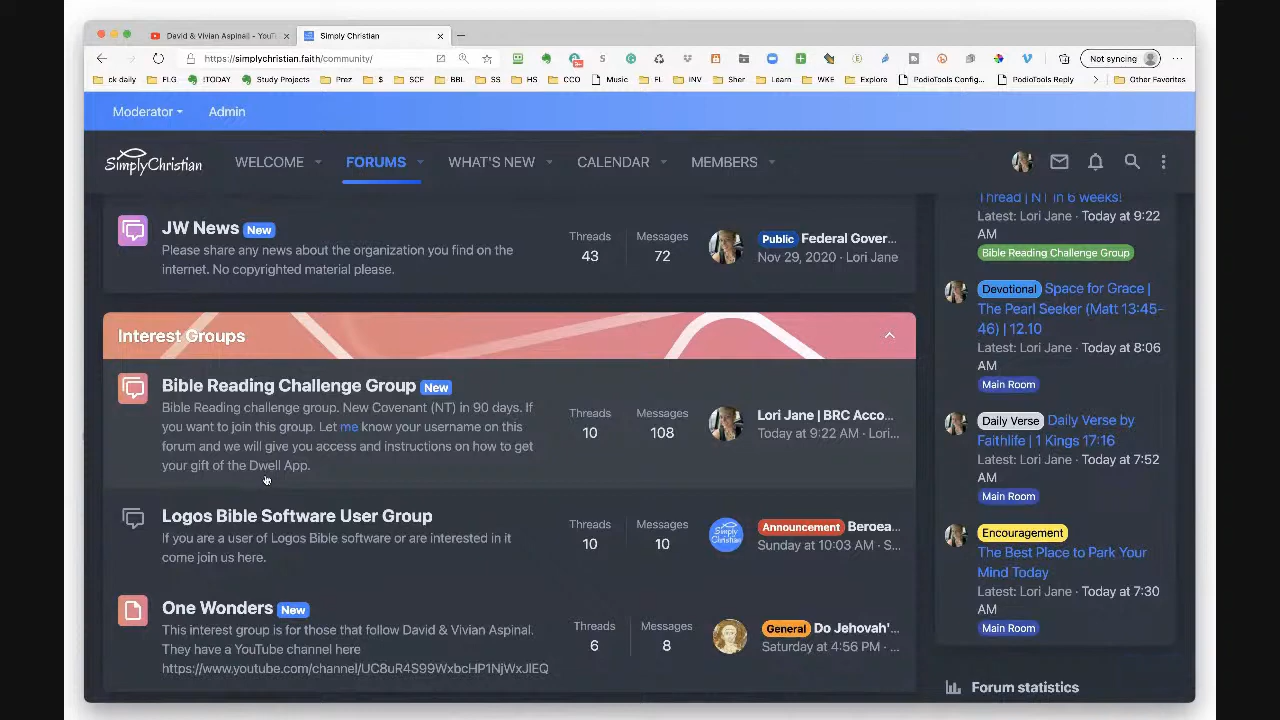 David & Vivian Aspinall - YouTu
Simply Christian
https://simplychristian.faith/community/
Not syncing
ck daily
FLG
!TODAY
Study Projects
Prez
$
SCF
BBL
SS
HS
CCO
Music
FL
INV
Sher
Learn
WKE
Explore
PodioTools Config...
PodioTools Reply
Other Favorites
Moderator
Admin
SimplyChristian
WELCOME
FORUMS
WHAT'S NEW
CALENDAR
MEMBERS
JW News New
Please share any news about the organization you find on the
internet. No copyrighted material please.
Threads
43
Messages
72
Public Federal Gover...
Nov 29, 2020 · Lori Jane
Interest Groups
Bible Reading Challenge Group New
Bible Reading challenge group. New Covenant (NT) in 90 days. If
you want to join this group. Let me know your username on this
forum and we will give you access and instructions on how to get
your gift of the Dwell App.
Threads
10
Messages
108
Lori Jane | BRC Acco...
Today at 9:22 AM · Lori...
Logos Bible Software User Group
If you are a user of Logos Bible software or are interested in it
come join us here.
Threads
10
Messages
10
Simply
Christian
Announcement Beroea...
Sunday at 10:03 AM · S...
One Wonders New
This interest group is for those that follow David & Vivian Aspinal.
They have a YouTube channel here
https://www.youtube.com/channel/UC8uR4S99WxbcHP1NjWxJlEQ
Threads
6
Messages
8
General Do Jehovah'...
Saturday at 4:56 PM · ...
Thread | NT in 6 weeks!
Latest: Lori Jane · Today at 9:22
AM
Bible Reading Challenge Group
Devotional Space for Grace |
The Pearl Seeker (Matt 13:45-
46) | 12.10
Latest: Lori Jane · Today at 8:06
AM
Main Room
Daily Verse Daily Verse by
Faithlife | 1 Kings 17:16
Latest: Lori Jane · Today at 7:52
AM
Main Room
Encouragement
The Best Place to Park Your
Mind Today
Latest: Lori Jane · Today at 7:30
AM
Main Room
Forum statistics